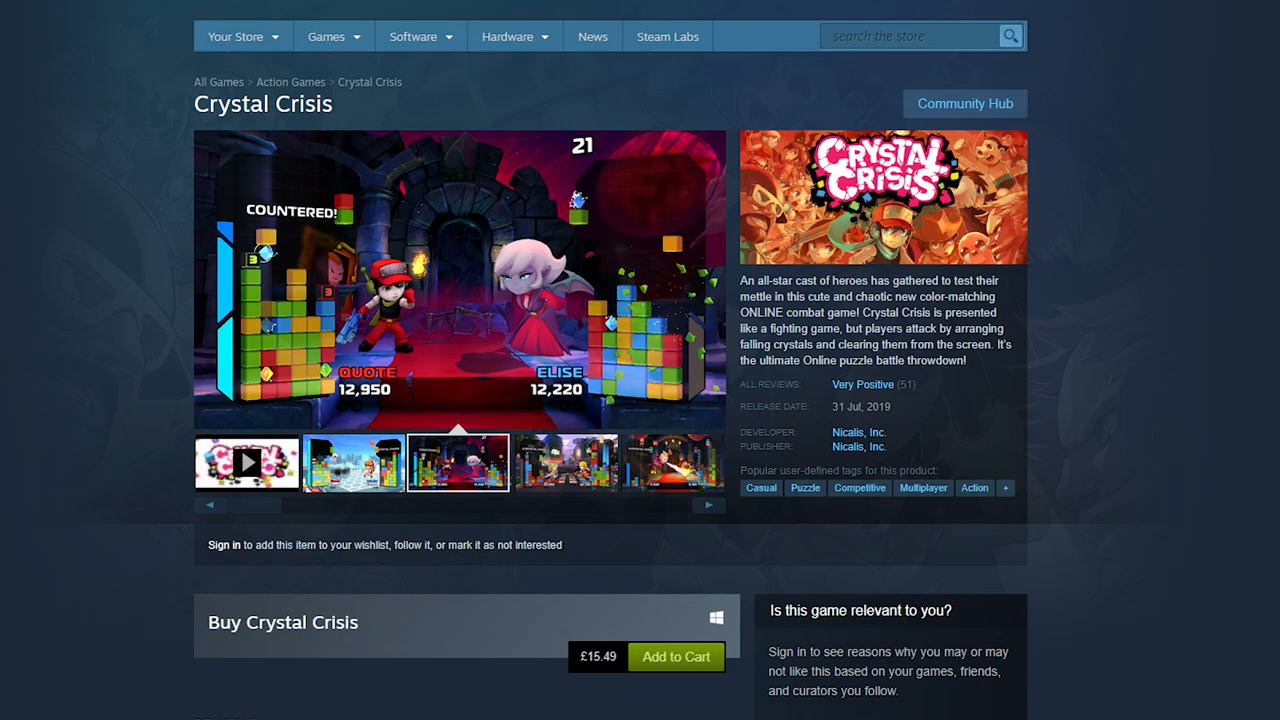 Your Store
Games
Software
Hardware
News
Steam Labs
search the store
All Games > Action Games > Crystal Crisis
Crystal Crisis
Community Hub
21
COUNTERED!
3
3
QUOTE
12,950
ELISE
12,220
CRYSTAL
CRISIS
An all-star cast of heroes has gathered to test their
mettle in this cute and chaotic new color-matching
ONLINE combat game! Crystal Crisis is presented
like a fighting game, but players attack by arranging
falling crystals and clearing them from the screen. It's
the ultimate Online puzzle battle throwdown!
ALL REVIEWS: Very Positive (51)
RELEASE DATE: 31 Jul, 2019
DEVELOPER: Nicalis, Inc.
PUBLISHER: Nicalis, Inc.
Popular user-defined tags for this product:
Casual Puzzle Competitive Multiplayer Action +
Sign in to add this item to your wishlist, follow it, or mark it as not interested
Buy Crystal Crisis
£15.49
Add to Cart
Is this game relevant to you?
Sign in to see reasons why you may or may
not like this based on your games, friends,
and curators you follow.